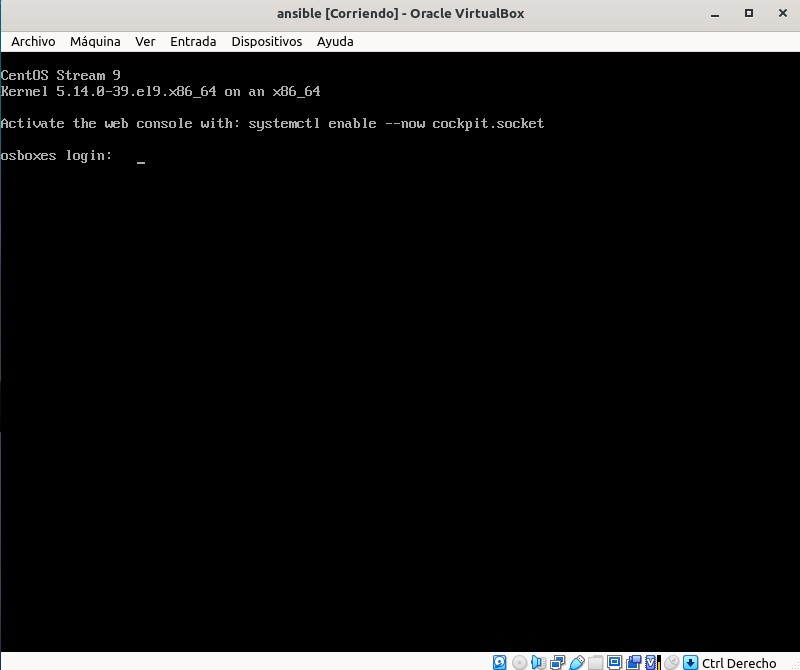 ansible [Corriendo] - Oracle VirtualBox
Archivo Máquina Ver Entrada Dispositivos Ayuda
CentOS Stream 9
Kernel 5.14.0-39.el9.x86_64 on an x86_64
Activate the web console with: systemctl enable --now cockpit.socket
osboxes login: _
Ctrl Derecho